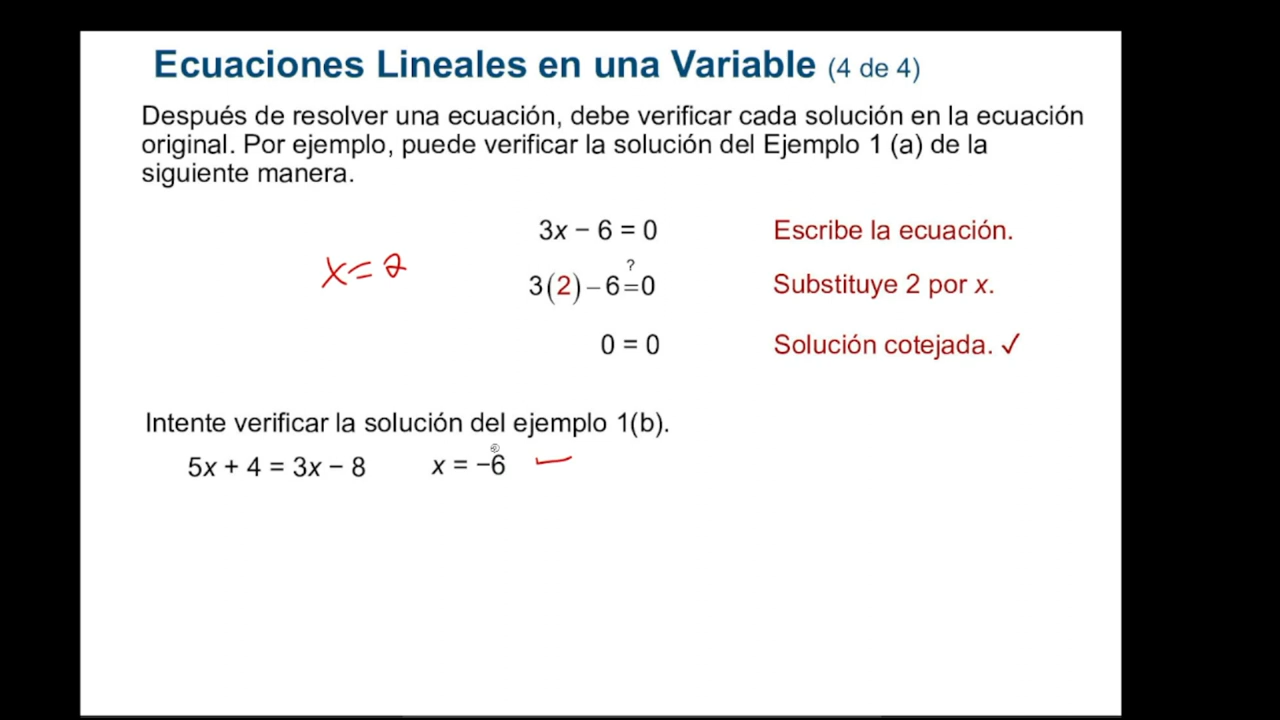 Ecuaciones Lineales en una Variable (4 de 4)
Después de resolver una ecuación, debe verificar cada solución en la ecuación
original. Por ejemplo, puede verificar la solución del Ejemplo 1 (a) de la
siguiente manera.
3x − 6 = 0 Escribe la ecuación.
x = 2
3(2) − 6 ?= 0 Substituye 2 por x.
0 = 0 Solución cotejada. ✓
Intente verificar la solución del ejemplo 1(b).
5x + 4 = 3x − 8 x = −6